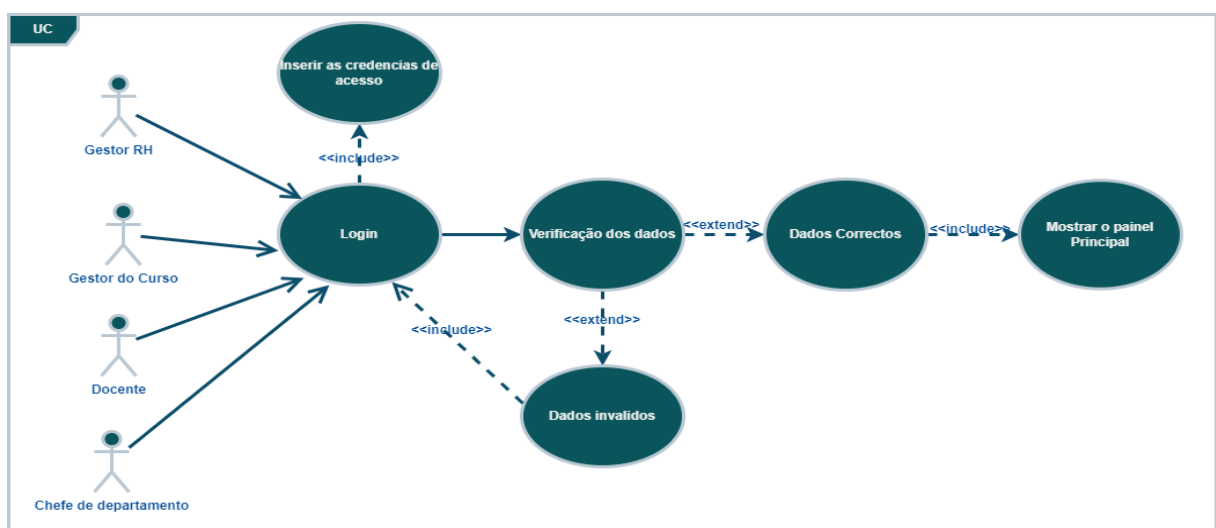 UC
Inserir as credencias de
acesso
Gestor RH
<<include>>
Login
Verificação dos dados
<<extend>>
Dados Correctos
<<include>>
Mostrar o painel
Principal
Gestor do Curso
<<include>>
<<extend>>
Docente
Dados invalidos
Chefe de departamento